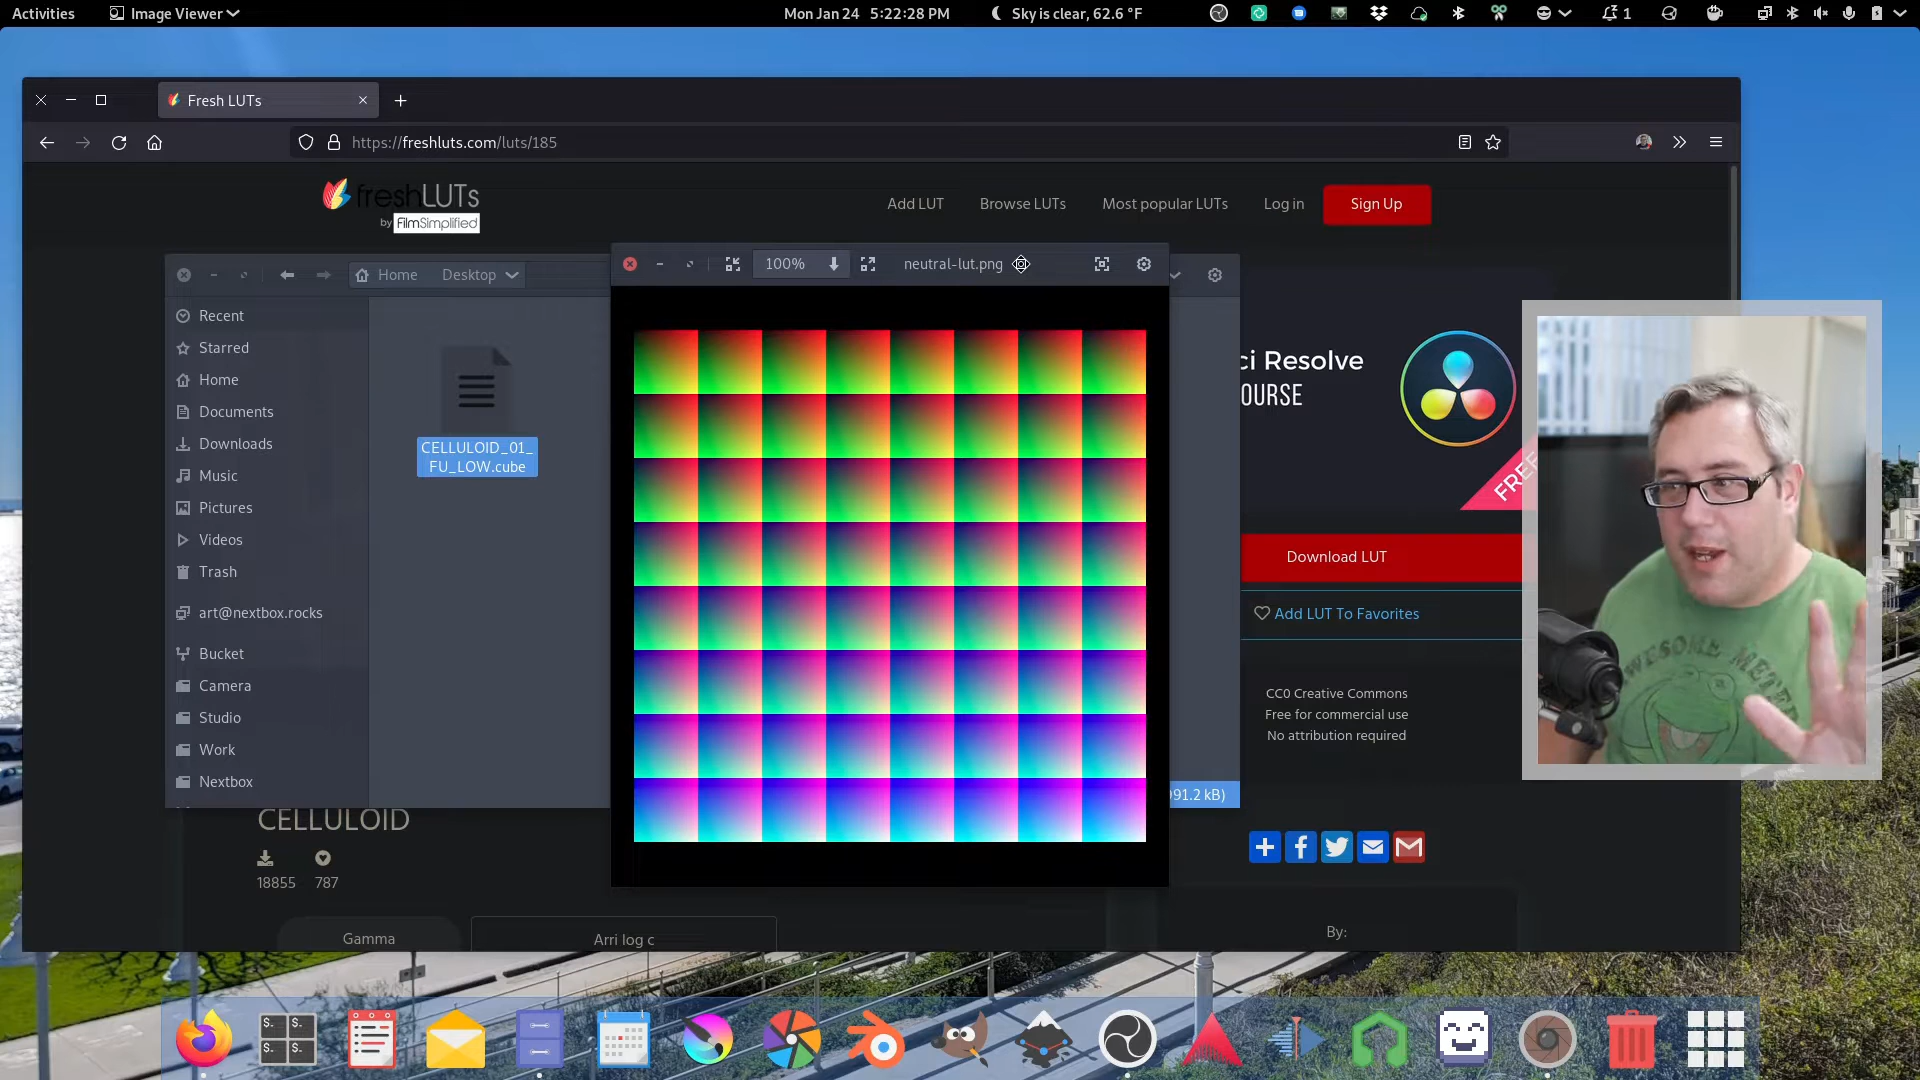 Activities
Image Viewer
Mon Jan 24 5:22:28 PM
Sky is clear, 62.6 °F
1
Fresh LUTs
https://freshluts.com/luts/185
freshLUTs
by FilmSimplified
Add LUT
Browse LUTs
Most popular LUTs
Log in
Sign Up
Home
Desktop
100%
neutral-lut.png
Recent
Starred
Home
Documents
Downloads
Music
Pictures
Videos
Trash
art@nextbox.rocks
Bucket
Camera
Studio
Work
Nextbox
CELLULOID_01_
FU_LOW.cube
ci Resolve
OURSE
FREE
Download LUT
Add LUT To Favorites
CC0 Creative Commons
Free for commercial use
No attribution required
991.2 kB)
CELLULOID
18855
787
Gamma
Arri log c
By:
$- $-
$- $-